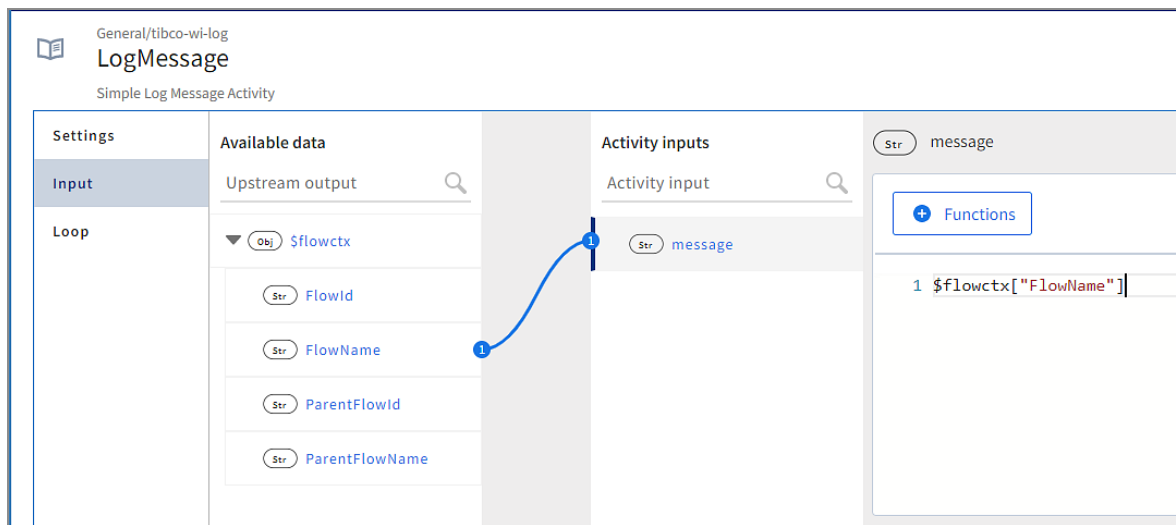 General/tibco-wi-log
LogMessage
Simple Log Message Activity
Settings
Input
Loop
Available data
Upstream output
Obj $flowctx
Str FlowId
Str FlowName
Str ParentFlowId
Str ParentFlowName
1
1
Activity inputs
Activity input
Str message
Str message
Functions
1 $flowctx["FlowName"]